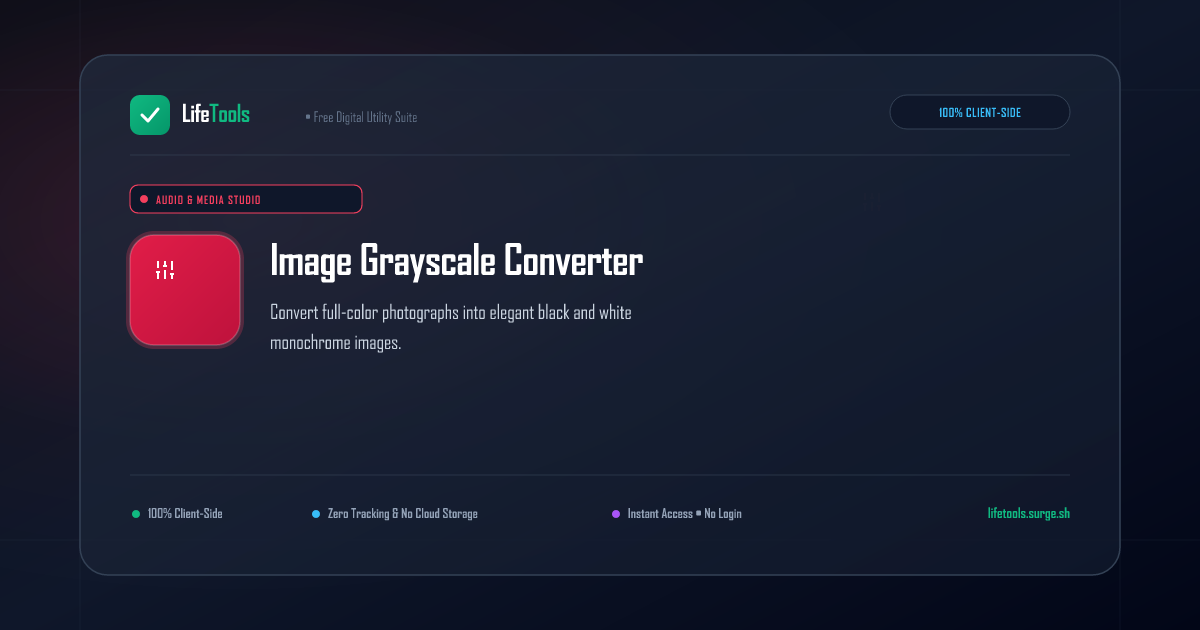 LifeTools
▪ Free Digital Utility Suite
100% CLIENT-SIDE
AUDIO & MEDIA STUDIO
Image Grayscale Converter
Convert full-color photographs into elegant black and white
monochrome images.
100% Client-Side
Zero Tracking & No Cloud Storage
Instant Access ▪ No Login
lifetools.surge.sh